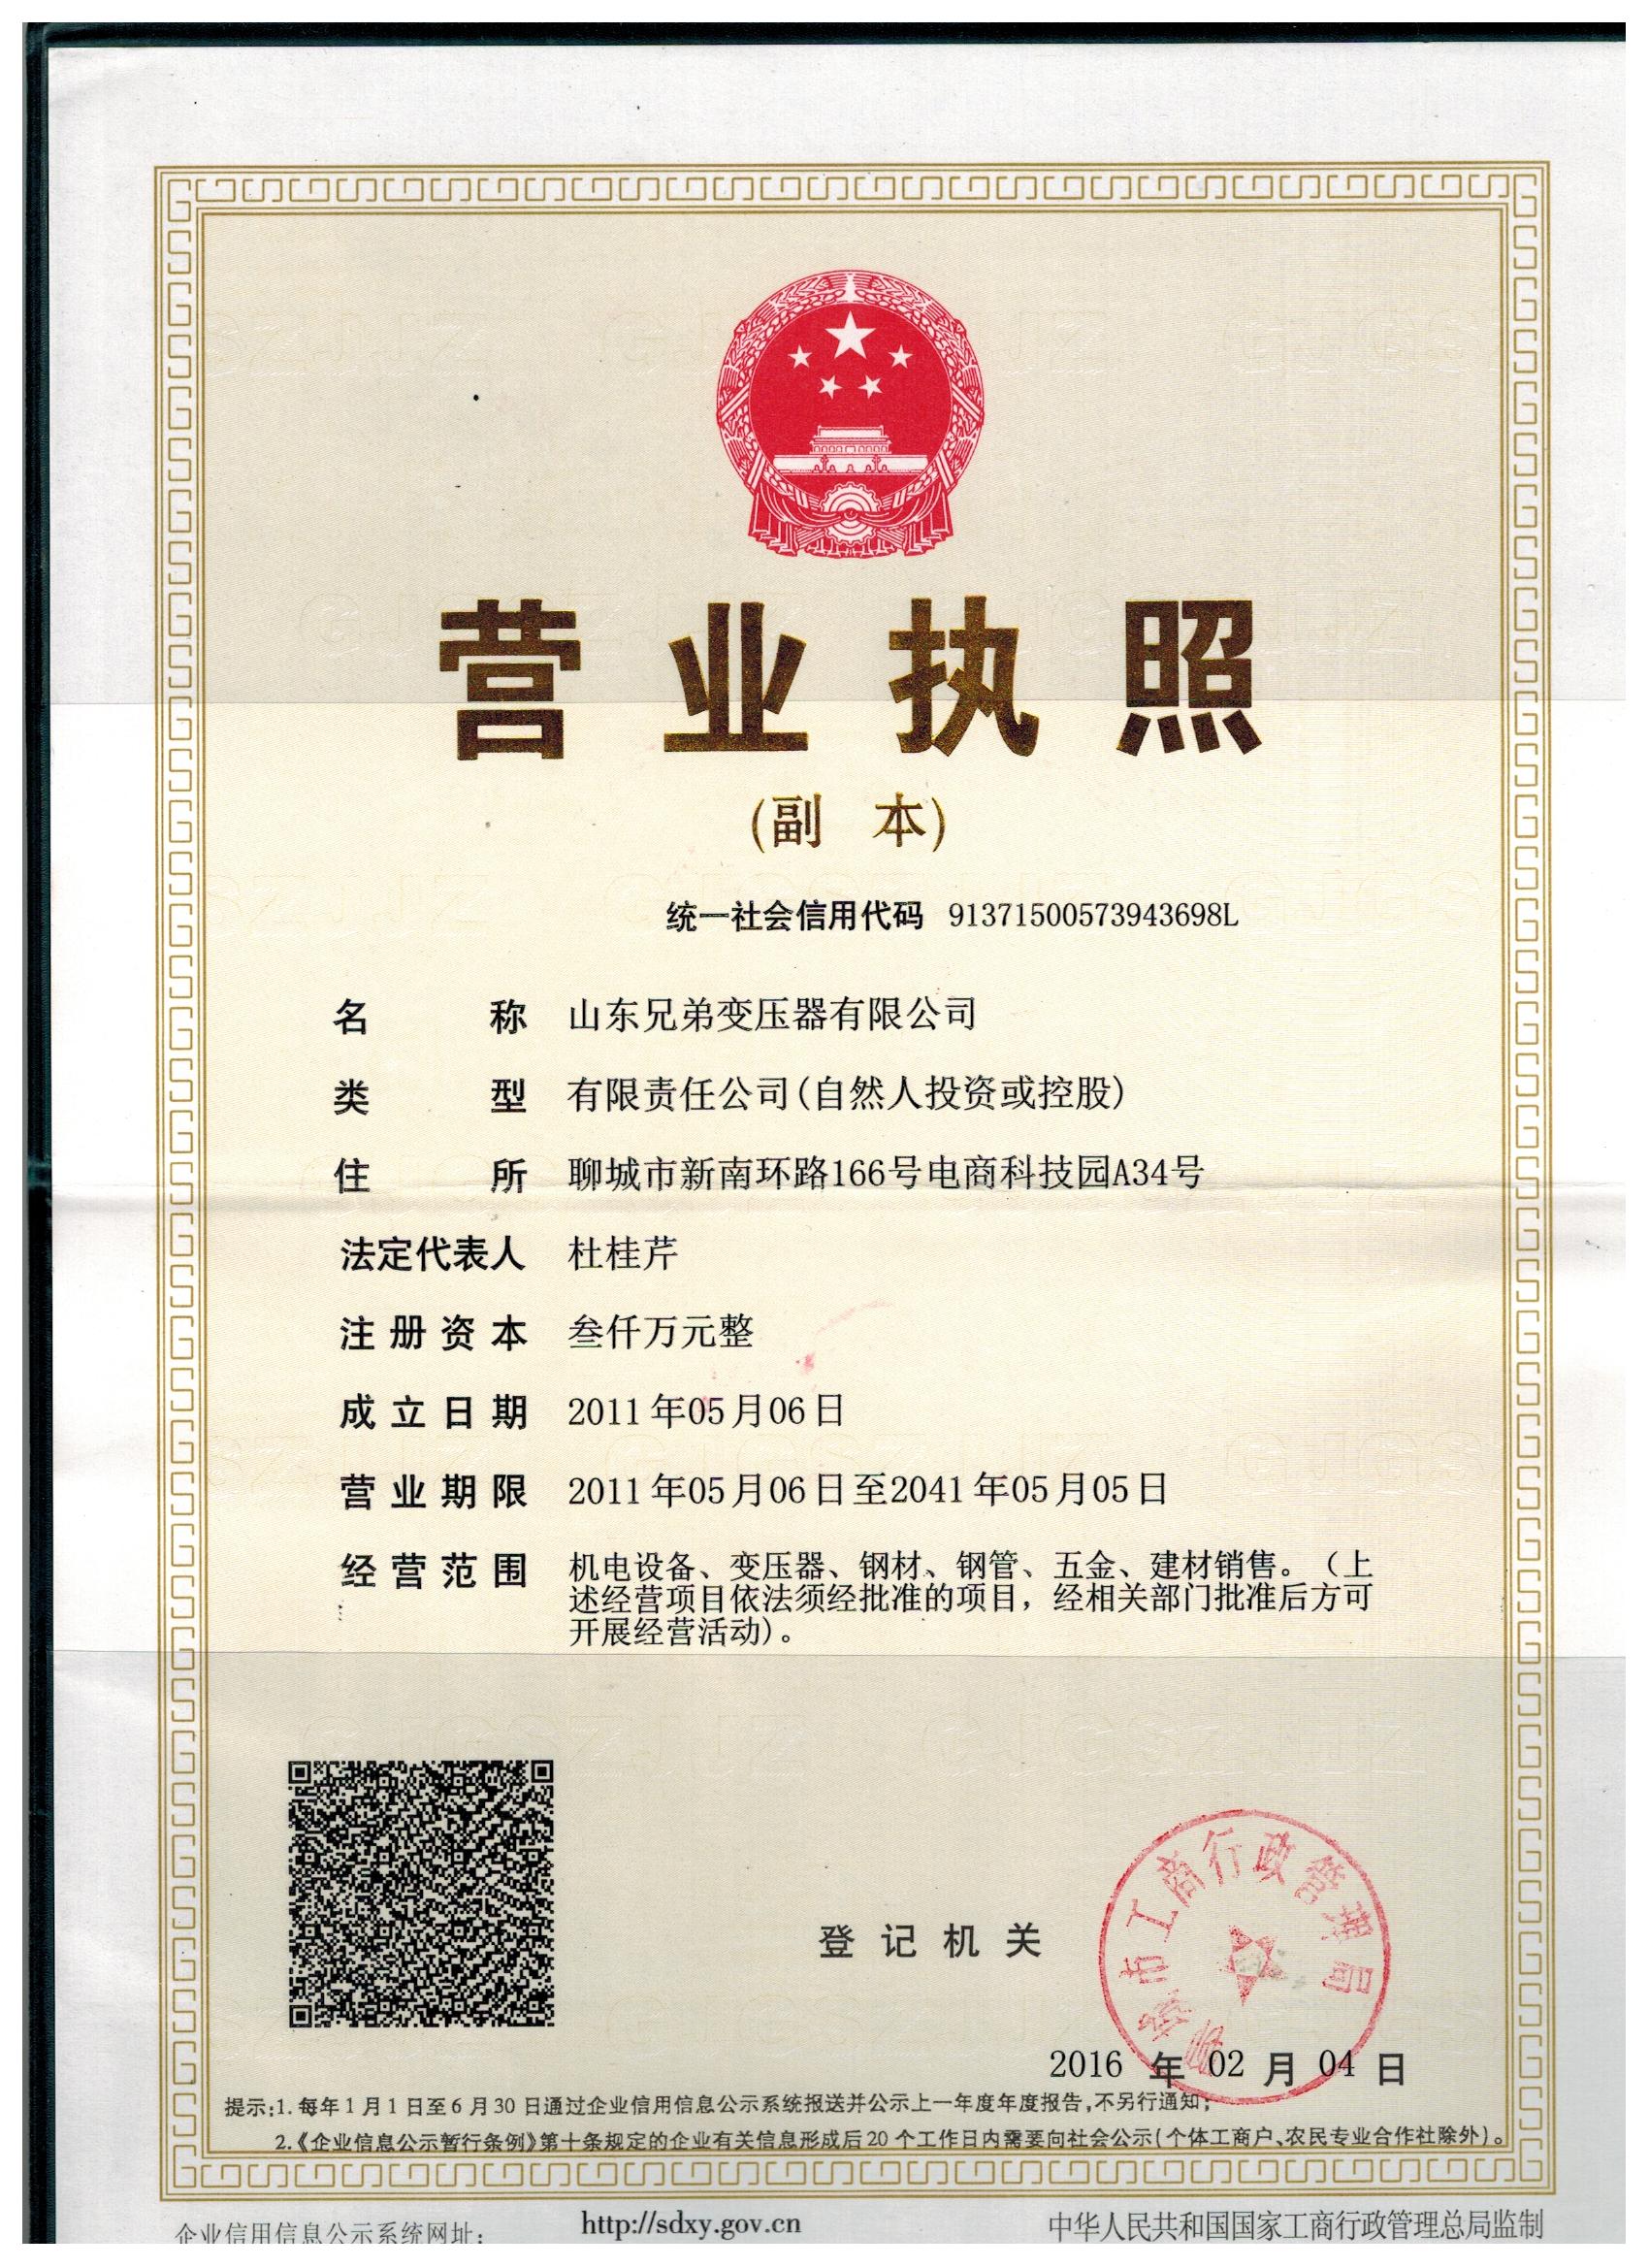 营业执照
(副 本)
统一社会信用代码 91371500573943698L
名 称 山东兄弟变压器有限公司
类 型 有限责任公司(自然人投资或控股)
住 所 聊城市新南环路166号电商科技园A34号
法定代表人 杜桂芹
注册资本 叁仟万元整
成立日期 2011年05月06日
营业期限 2011年05月06日至2041年05月05日
经营范围 机电设备、变压器、钢材、钢管、五金、建材销售。（上
述经营项目依法须经批准的项目，经相关部门批准后方可
开展经营活动)。
登记机关
市工商行政管理局
2016 年 02 月 04 日
提示:1.每年1月1日至6月30日通过企业信用信息公示系统报送并公示上一年度年度报告,不另行通知;
2.《企业信息公示暂行条例》第十条规定的企业有关信息形成后20个工作日内需要向社会公示(个体工商户、农民专业合作社除外)。
企业信用信息公示系统网址: http://sdxy.gov.cn 中华人民共和国国家工商行政管理总局监制